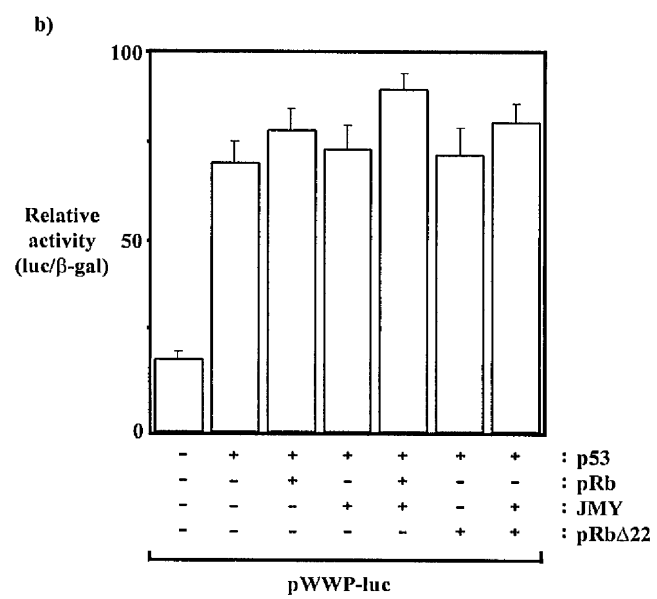 b)
100
Relative
activity
(luc/β-gal)
50
0
- + + + + + + : p53
- - + - + - - : pRb
- - - + + - + : JMY
- - - - - + + : pRbΔ22
pWWP-luc